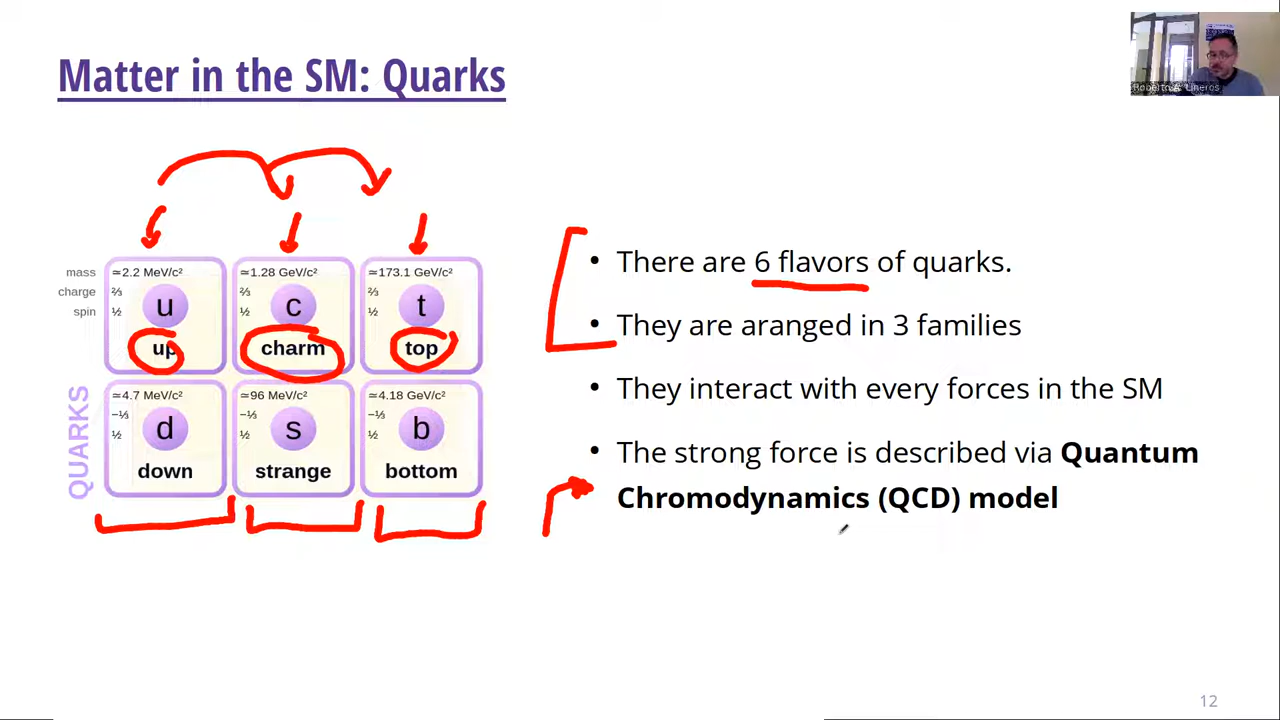 Matter in the SM: Quarks
Roberto A. Lineros
mass
charge
spin
≃2.2 MeV/c²
⅔
½
u
up
≃1.28 GeV/c²
⅔
½
c
charm
≃173.1 GeV/c²
⅔
½
t
top
QUARKS
≃4.7 MeV/c²
−⅓
½
d
down
≃96 MeV/c²
−⅓
½
s
strange
≃4.18 GeV/c²
−⅓
½
b
bottom
• There are 6 flavors of quarks.
• They are aranged in 3 families
• They interact with every forces in the SM
• The strong force is described via Quantum
Chromodynamics (QCD) model
12